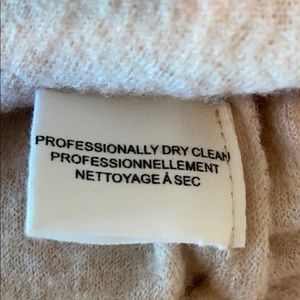 PROFESSIONALLY DRY CLEAN
PROFESSIONNELLEMENT
NETTOYAGE À SEC